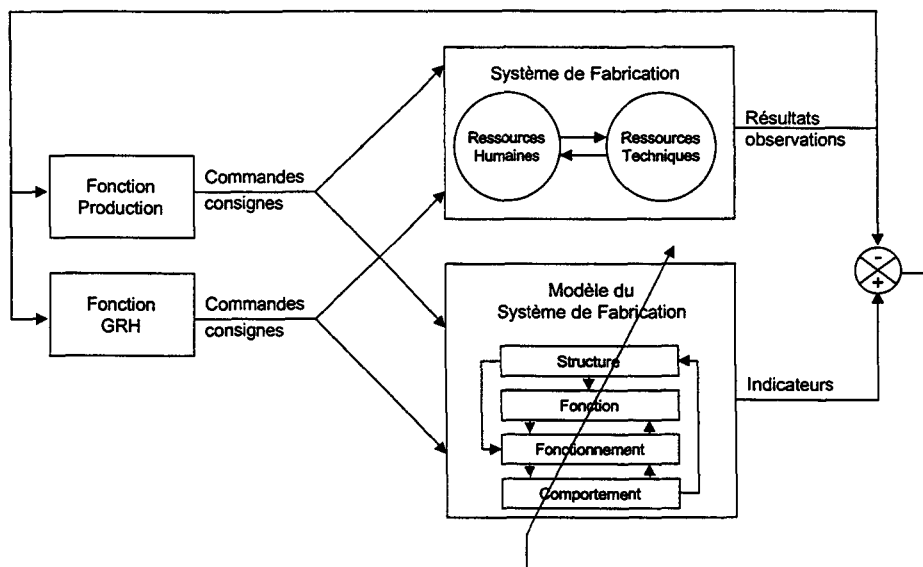 Système de Fabrication
Ressources
Humaines
Ressources
Techniques
Résultats
observations
Fonction
Production
Commandes
consignes
Fonction
GRH
Commandes
consignes
-
+
Modèle du
Système de Fabrication
Structure
Fonction
Fonctionnement
Comportement
Indicateurs